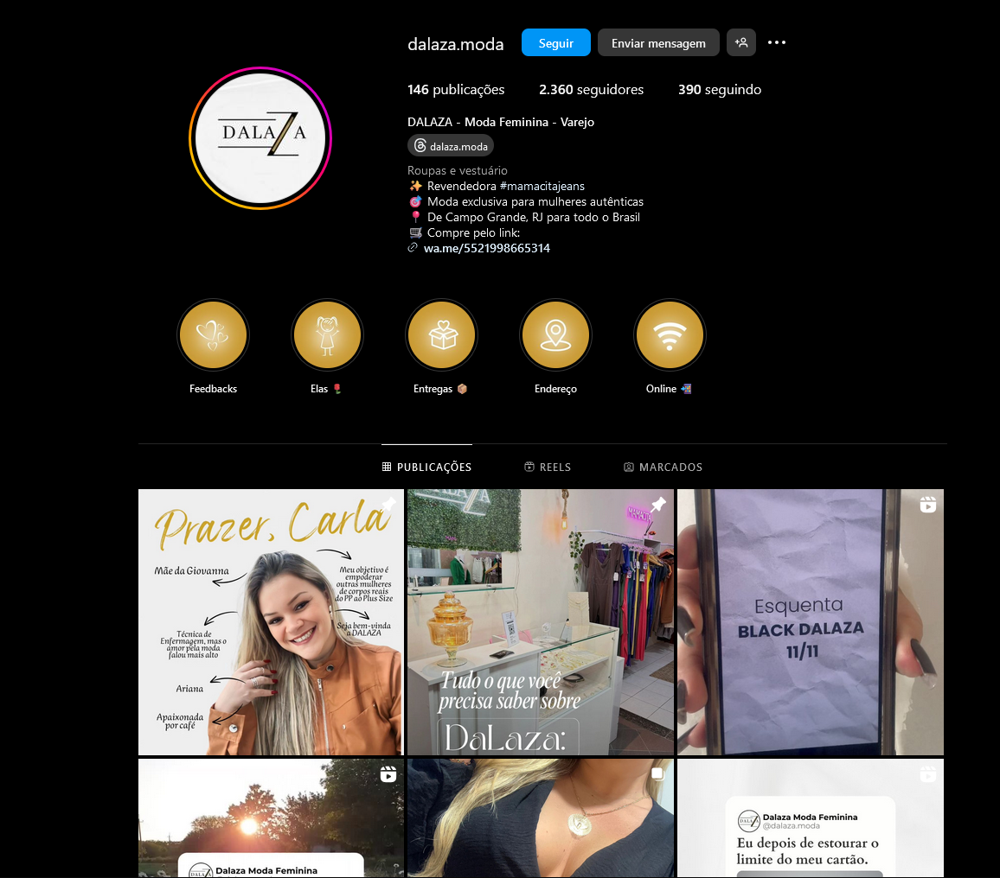 dalaza.moda
Seguir
Enviar mensagem
146 publicações
2.360 seguidores
390 seguindo
DALAZA
DALAZA - Moda Feminina - Varejo
dalaza.moda
Roupas e vestuário
✨ Revendedora #mamacitajeans
🎯 Moda exclusiva para mulheres autênticas
📍 De Campo Grande, RJ para todo o Brasil
🛒 Compre pelo link:
wa.me/5521998665314
Feedbacks
Elas 🌹
Entregas 📦
Endereço
Online 📲
PUBLICAÇÕES
REELS
MARCADOS
Prazer, Carla
Mãe da Giovanna
Meu objetivo é
empoderar
outras mulheres
de corpos reais
do PP ao Plus Size
Seja bem-vinda
a DALAZA
Técnica de
Enfermagem, mas o
amor pela moda
falou mais alto
Ariana
Apaixonada
por café
DALAZA
MAMACITA
Tudo o que você
precisa saber sobre
DaLaza:
Esquenta
BLACK DALAZA
11/11
Dalaza Moda Feminina
DALAZA
Dalaza Moda Feminina
@dalaza.moda
Eu depois de estourar o
limite do meu cartão.